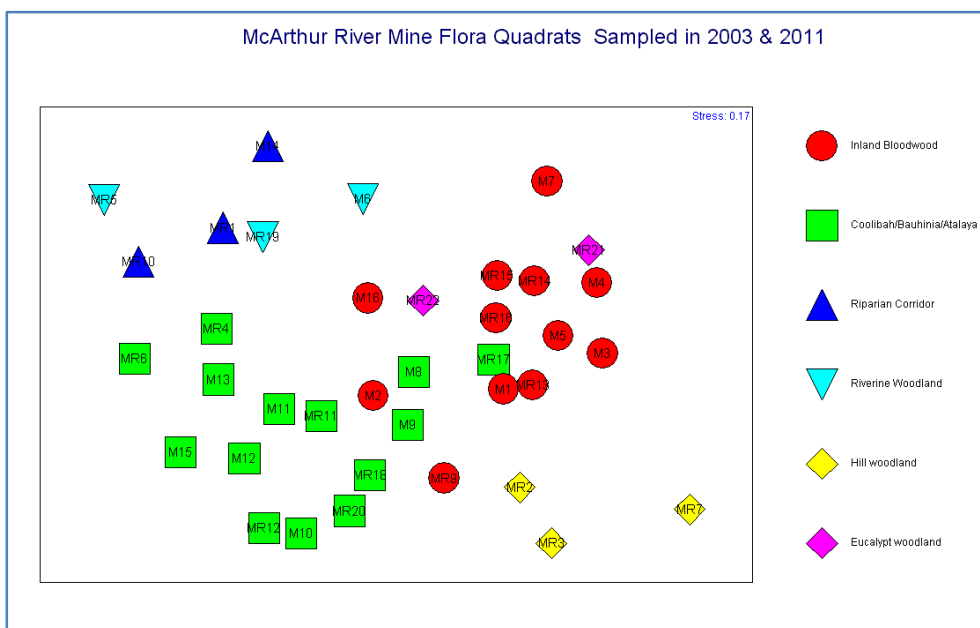 McArthur River Mine Flora Quadrats Sampled in 2003 & 2011
Stress: 0.17
M14
M7
MR5
M6
MR1
MR19
MR21
MR10
MR15
MR14
M4
M16
MR22
MR16
MR4
M5
MR6
MR17
M3
M8
M13
M1
MR13
M2
M11
MR11
M9
M15
M12
MR18
MR9
MR2
MR20
MR7
MR12
M10
MR3
Inland Bloodwood
Coolibah/Bauhinia/Atalaya
Riparian Corridor
Riverine Woodland
Hill woodland
Eucalypt woodland